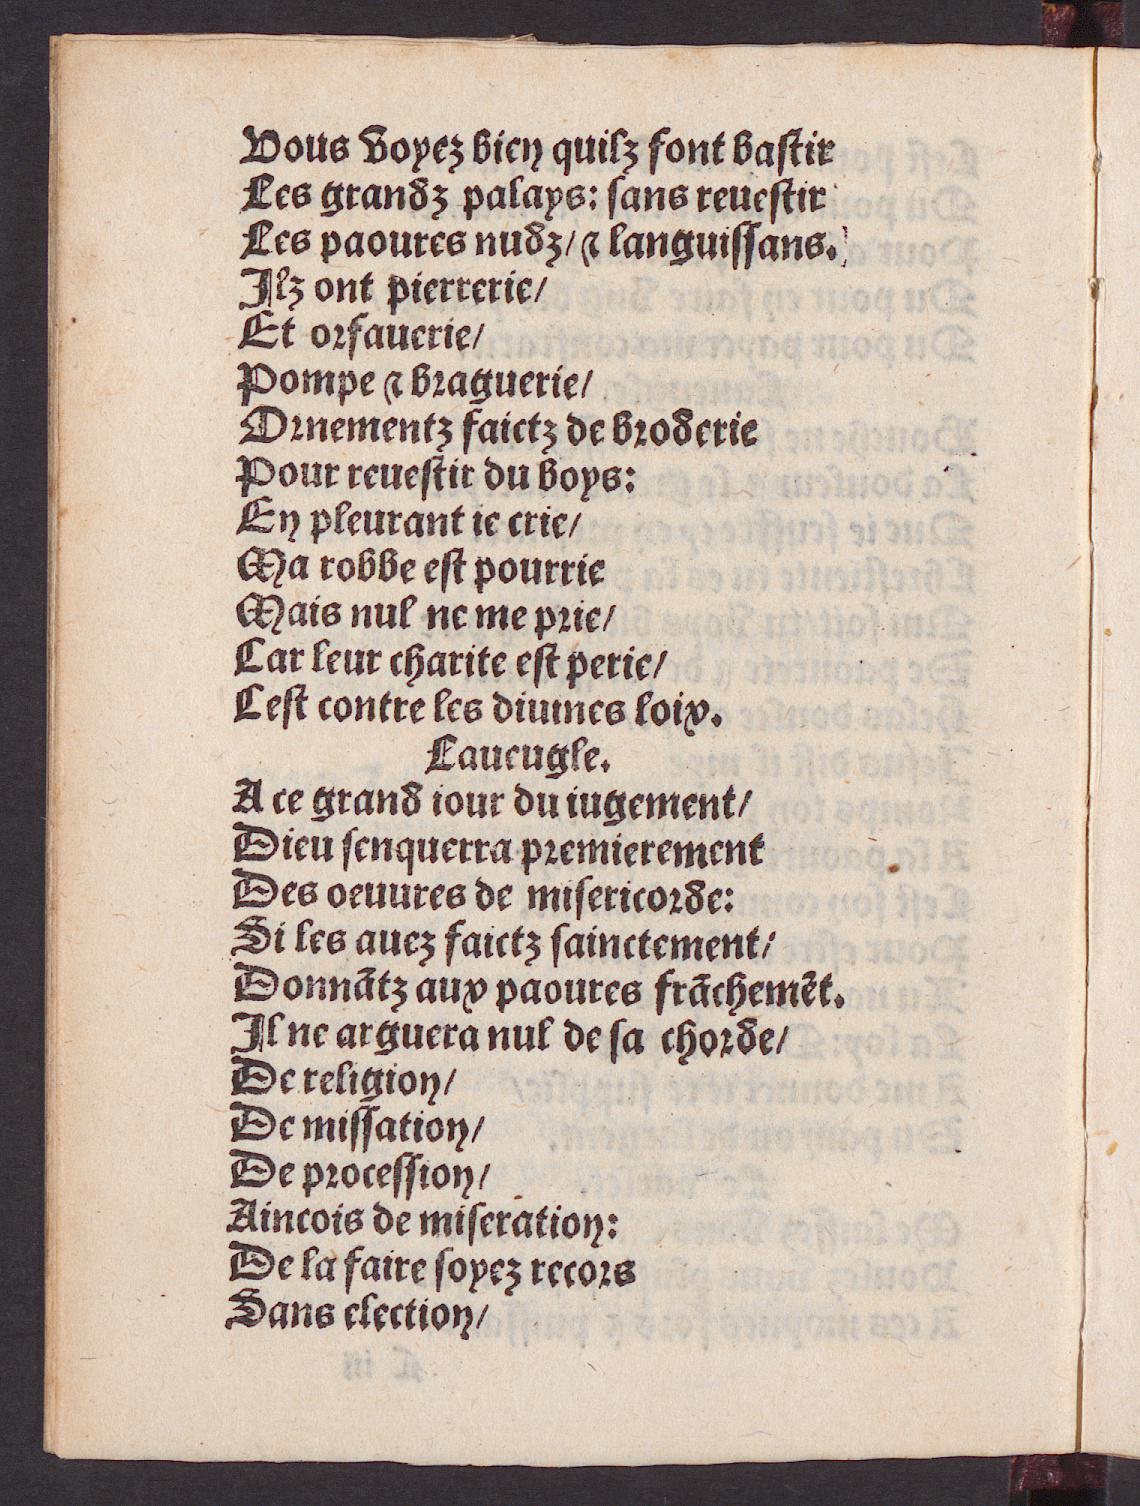 Vous voyez bien quilz font bastir
Les grandz palays: sans reuestir
Les paoures nudz/ ⁊ languissans.
Ilz ont pierrerie/
Et orfauerie/
Pompe ⁊ braguerie/
Ornementz faictz de broderie
Pour reuestir du boys:
En pleurant ie crie/
Ma robbe est pourrie
Mais nul ne me prie/
Car leur charite est perie/
Cest contre les diuines loix.
Laueugle.
A ce grand iour du iugement/
Dieu senquerra premierement
Des oeuures de misericorde:
Si les auez faictz sainctement/
Donnãtz aux paoures frãchemẽt.
Il ne arguera nul de sa chorde/
De religion/
De missation/
De procession/
Aincois de miseration:
De la faire soyez recors
Sans election/